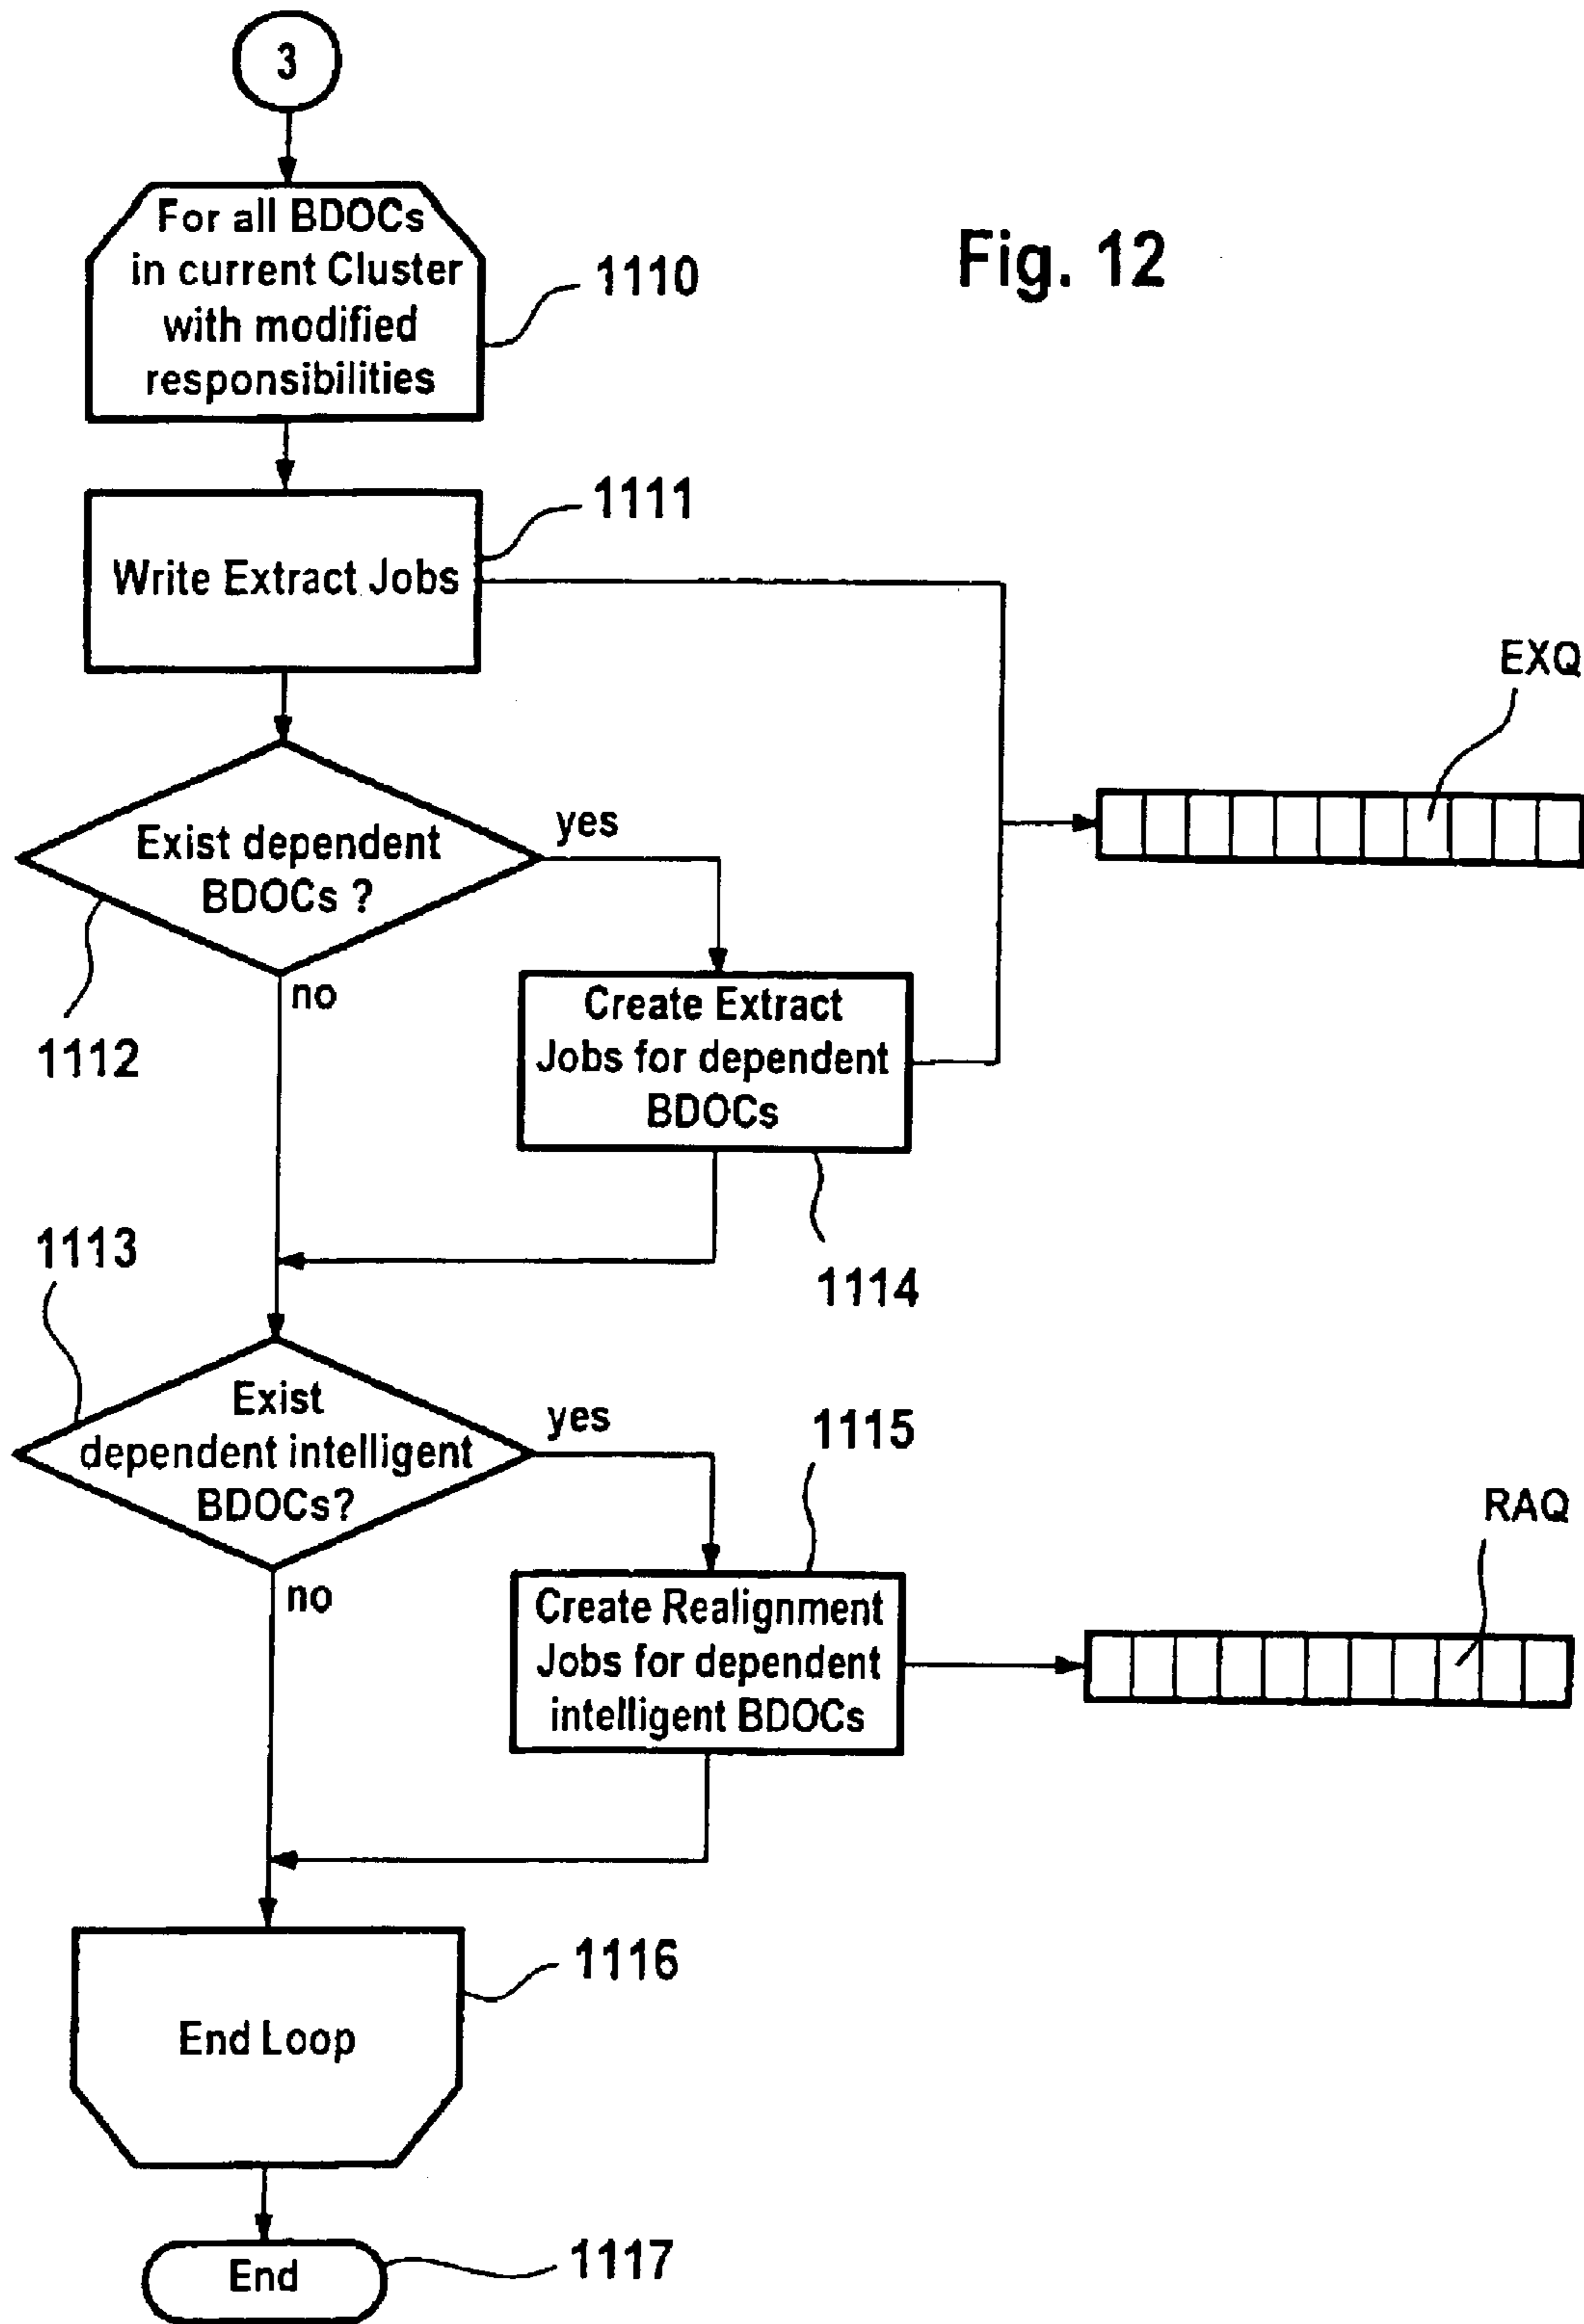 3
For all BDOCs
in current Cluster
with modified
responsibilities
1110
Fig. 12
Write Extract Jobs
1111
EXQ
Exist dependent
BDOCs ?
yes
no
1112
Create Extract
Jobs for dependent
BDOCs
1114
1113
Exist
dependent intelligent
BDOCs?
yes
no
1115
Create Realignment
Jobs for dependent
intelligent BDOCs
RAQ
End Loop
1116
End
1117